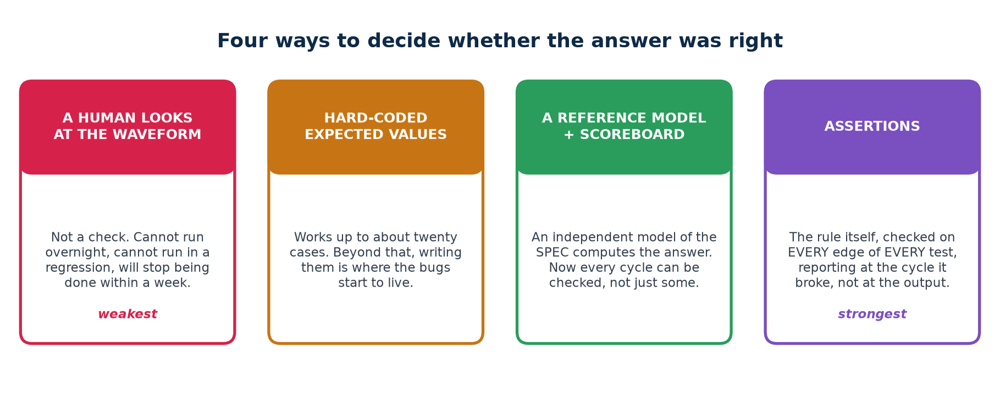 Four ways to decide whether the answer was right
A HUMAN LOOKS
AT THE WAVEFORM
Not a check. Cannot run
overnight, cannot run in a
regression, will stop being
done within a week.
weakest
HARD-CODED
EXPECTED VALUES
Works up to about twenty
cases. Beyond that, writing
them is where the bugs
start to live.
A REFERENCE MODEL
+ SCOREBOARD
An independent model of the
SPEC computes the answer.
Now every cycle can be
checked, not just some.
ASSERTIONS
The rule itself, checked on
EVERY edge of EVERY test,
reporting at the cycle it
broke, not at the output.
strongest